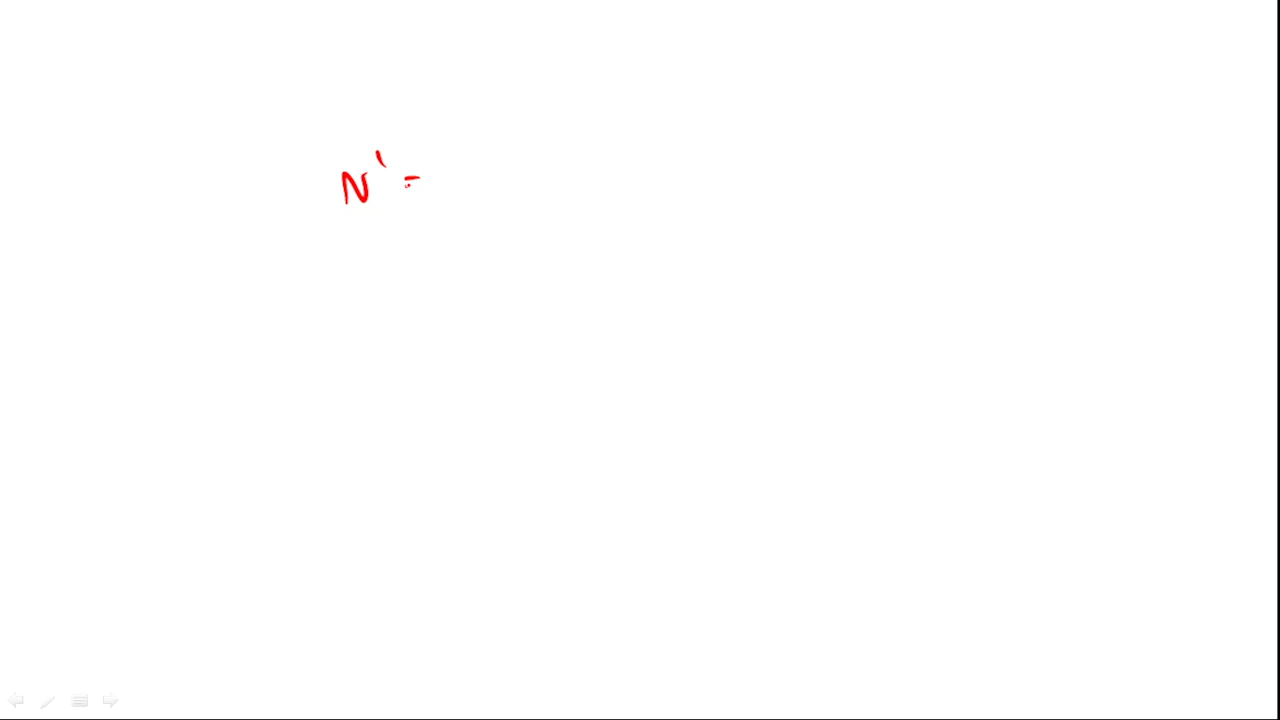 N' =